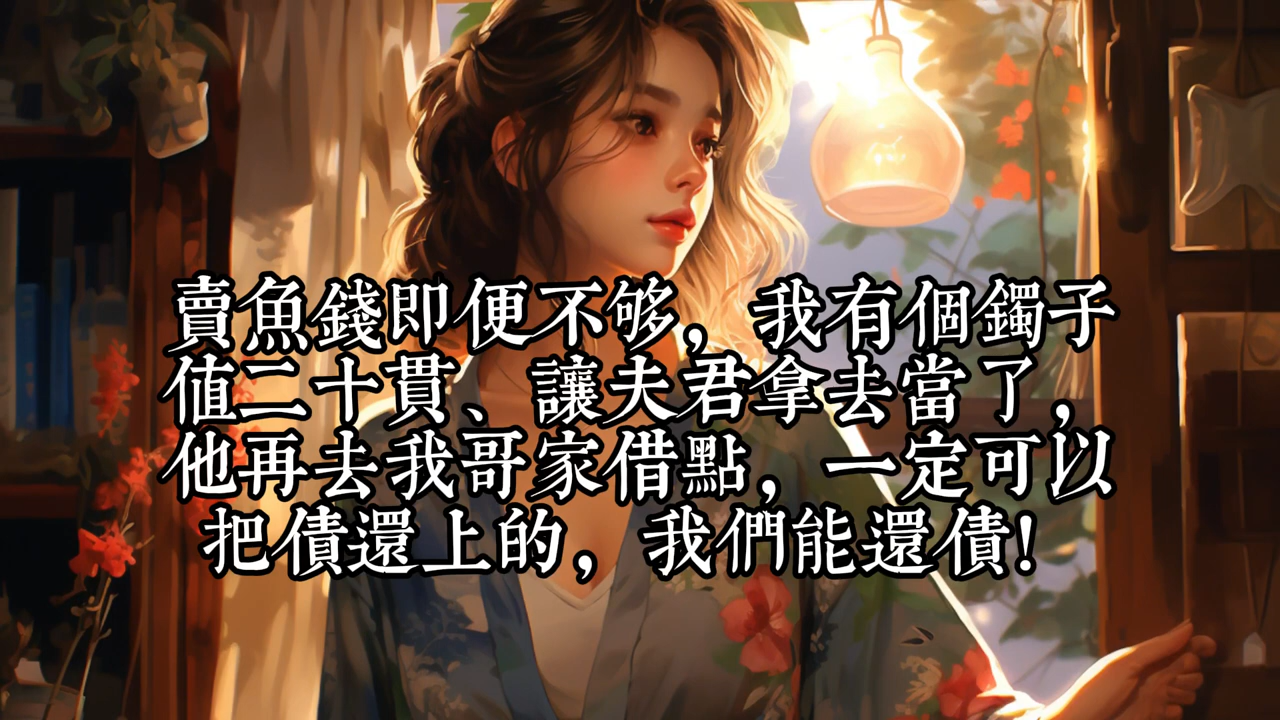 賣魚錢即便不够，我有個鐲子
值二十貫、讓夫君拿去當了，
他再去我哥家借點，一定可以
把債還上的，我們能還債！